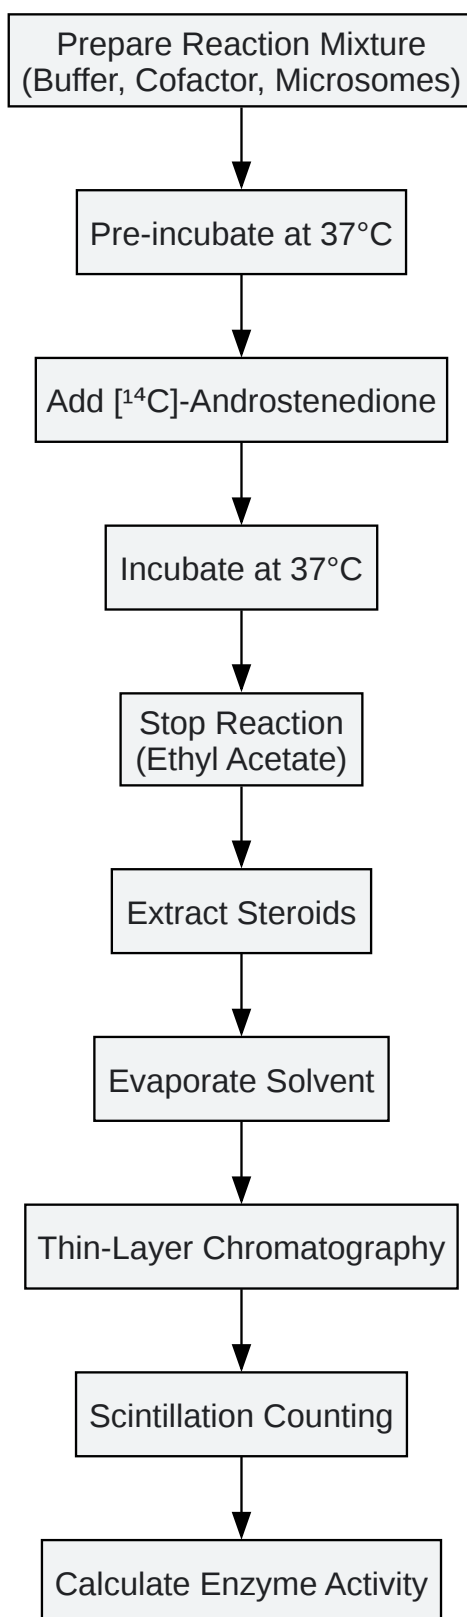 Prepare Reaction Mixture
(Buffer, Cofactor, Microsomes)
Pre-incubate at 37°C
Add [¹⁴C]-Androstenedione
Incubate at 37°C
Stop Reaction
(Ethyl Acetate)
Extract Steroids
Evaporate Solvent
Thin-Layer Chromatography
Scintillation Counting
Calculate Enzyme Activity